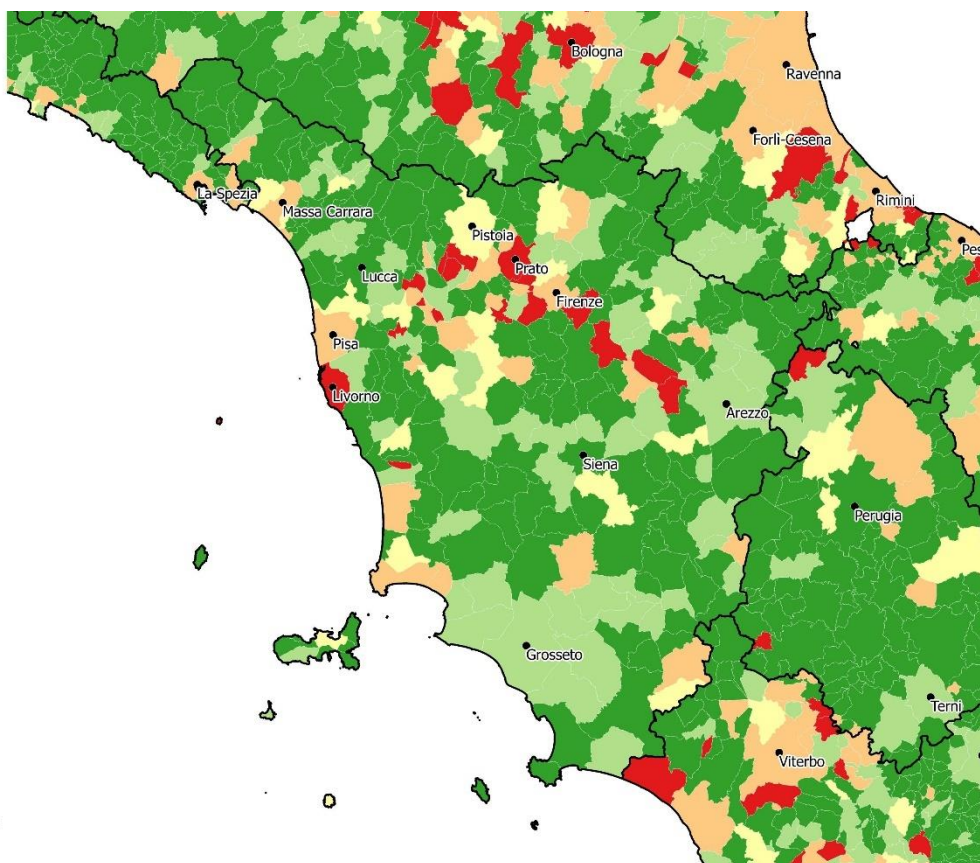 Bologna
Ravenna
Forlì-Cesena
La Spezia
Massa Carrara
Rimini
Pistoia
Pes
Prato
Lucca
Firenze
Pisa
Livorno
Arezzo
Siena
Perugia
Grosseto
Terni
Viterbo